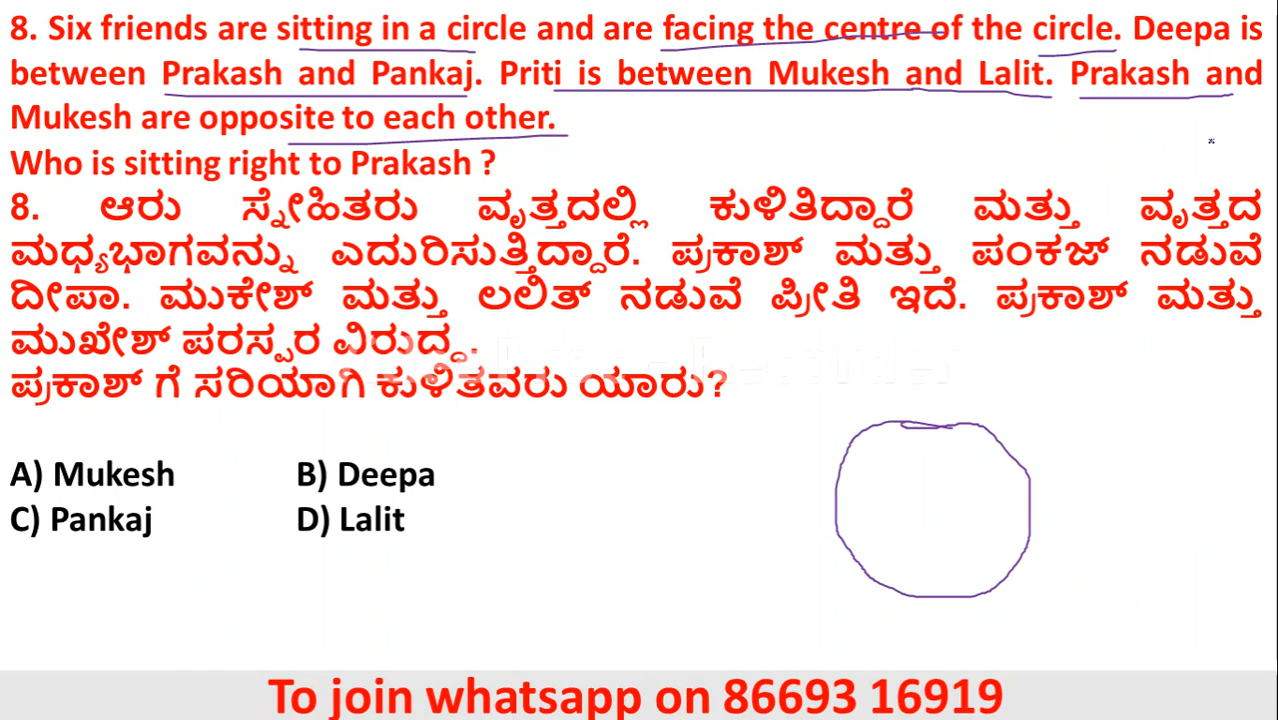 8. Six friends are sitting in a circle and are facing the centre of the circle. Deepa is
between Prakash and Pankaj. Priti is between Mukesh and Lalit. Prakash and
Mukesh are opposite to each other.
Who is sitting right to Prakash ?
8. ಆರು ಸ್ನೇಹಿತರು ವೃತ್ತದಲ್ಲಿ ಕುಳಿತಿದ್ದಾರೆ ಮತ್ತು ವೃತ್ತದ
ಮಧ್ಯಭಾಗವನ್ನು ಎದುರಿಸುತ್ತಿದ್ದಾರೆ. ಪ್ರಕಾಶ್ ಮತ್ತು ಪಂಕಜ್ ನಡುವೆ
ದೀಪಾ. ಮುಕೇಶ್ ಮತ್ತು ಲಲಿತ್ ನಡುವೆ ಪ್ರೀತಿ ಇದೆ. ಪ್ರಕಾಶ್ ಮತ್ತು
ಮುಖೇಶ್ ಪರಸ್ಪರ ವಿರುದ್ಧ.
ಪ್ರಕಾಶ್ ಗೆ ಸರಿಯಾಗಿ ಕುಳಿತವರು ಯಾರು?
A) Mukesh B) Deepa
C) Pankaj D) Lalit
To join whatsapp on 86693 16919